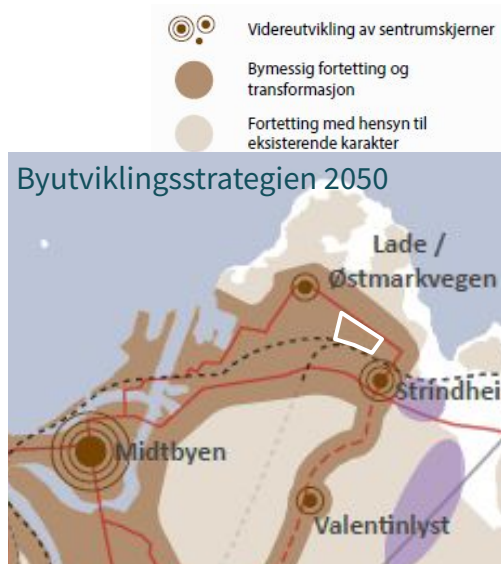 Videreutvikling av sentrumskjerner
Bymessig fortetting og
transformasjon
Fortetting med hensyn til
eksisterende karakter
Byutviklingsstrategien 2050
Lade /
Østmarkvegen
Strindhei
Midtbyen
Valentinlyst